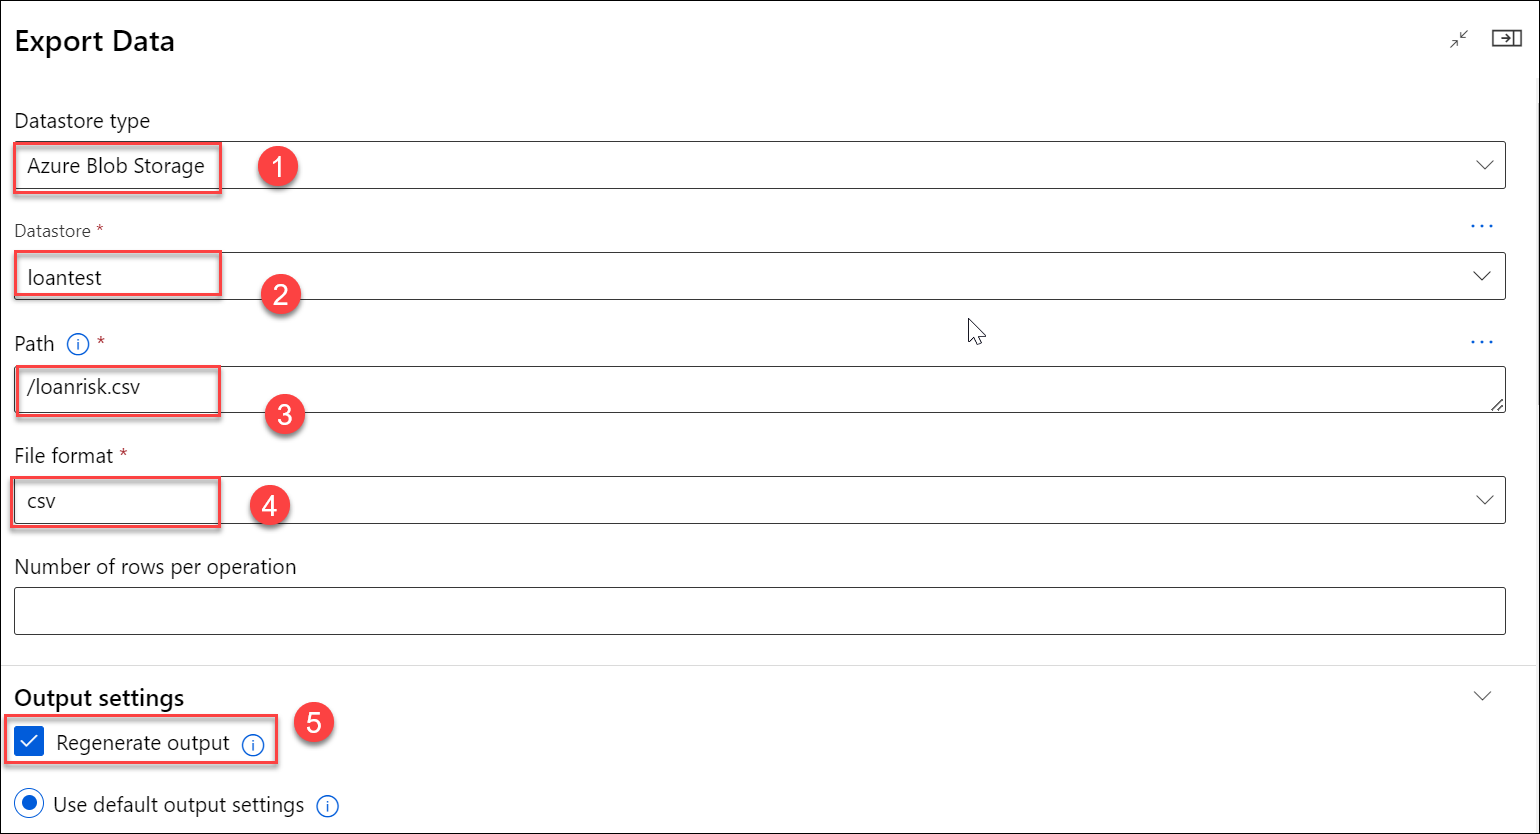 Export Data
Datastore type
Azure Blob Storage
1
Datastore *
loantest
2
Path *
/loanrisk.csv
3
File format *
csv
4
Number of rows per operation
Output settings
5
Regenerate output
Use default output settings